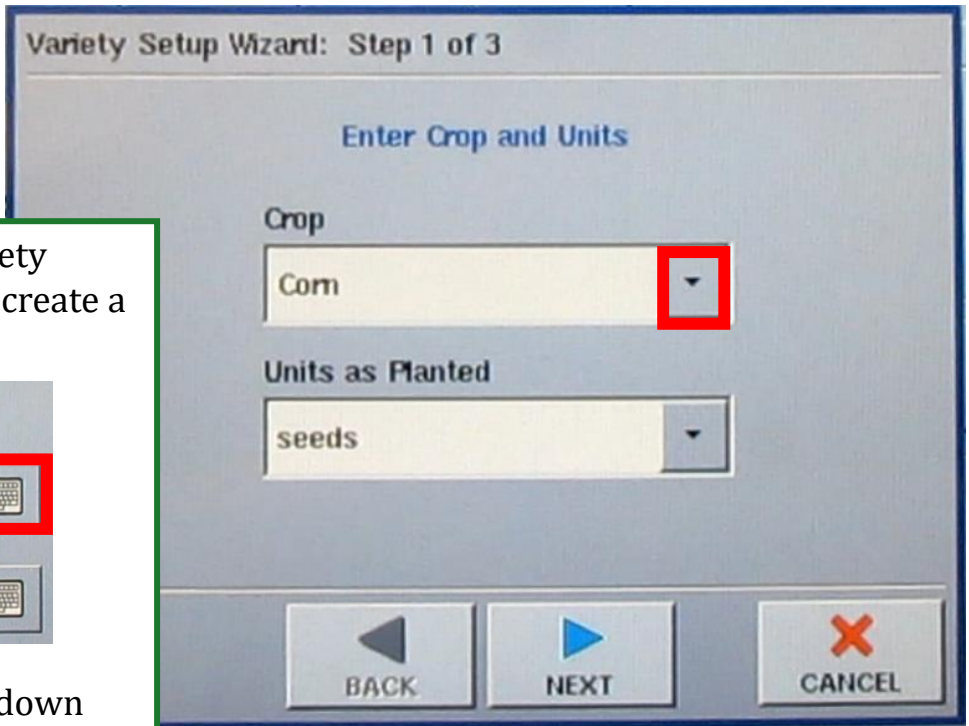 Variety Setup Wizard: Step 1 of 3
Enter Crop and Units
Crop
Corn
Units as Planted
seeds
BACK
NEXT
CANCEL
ety
create a
down